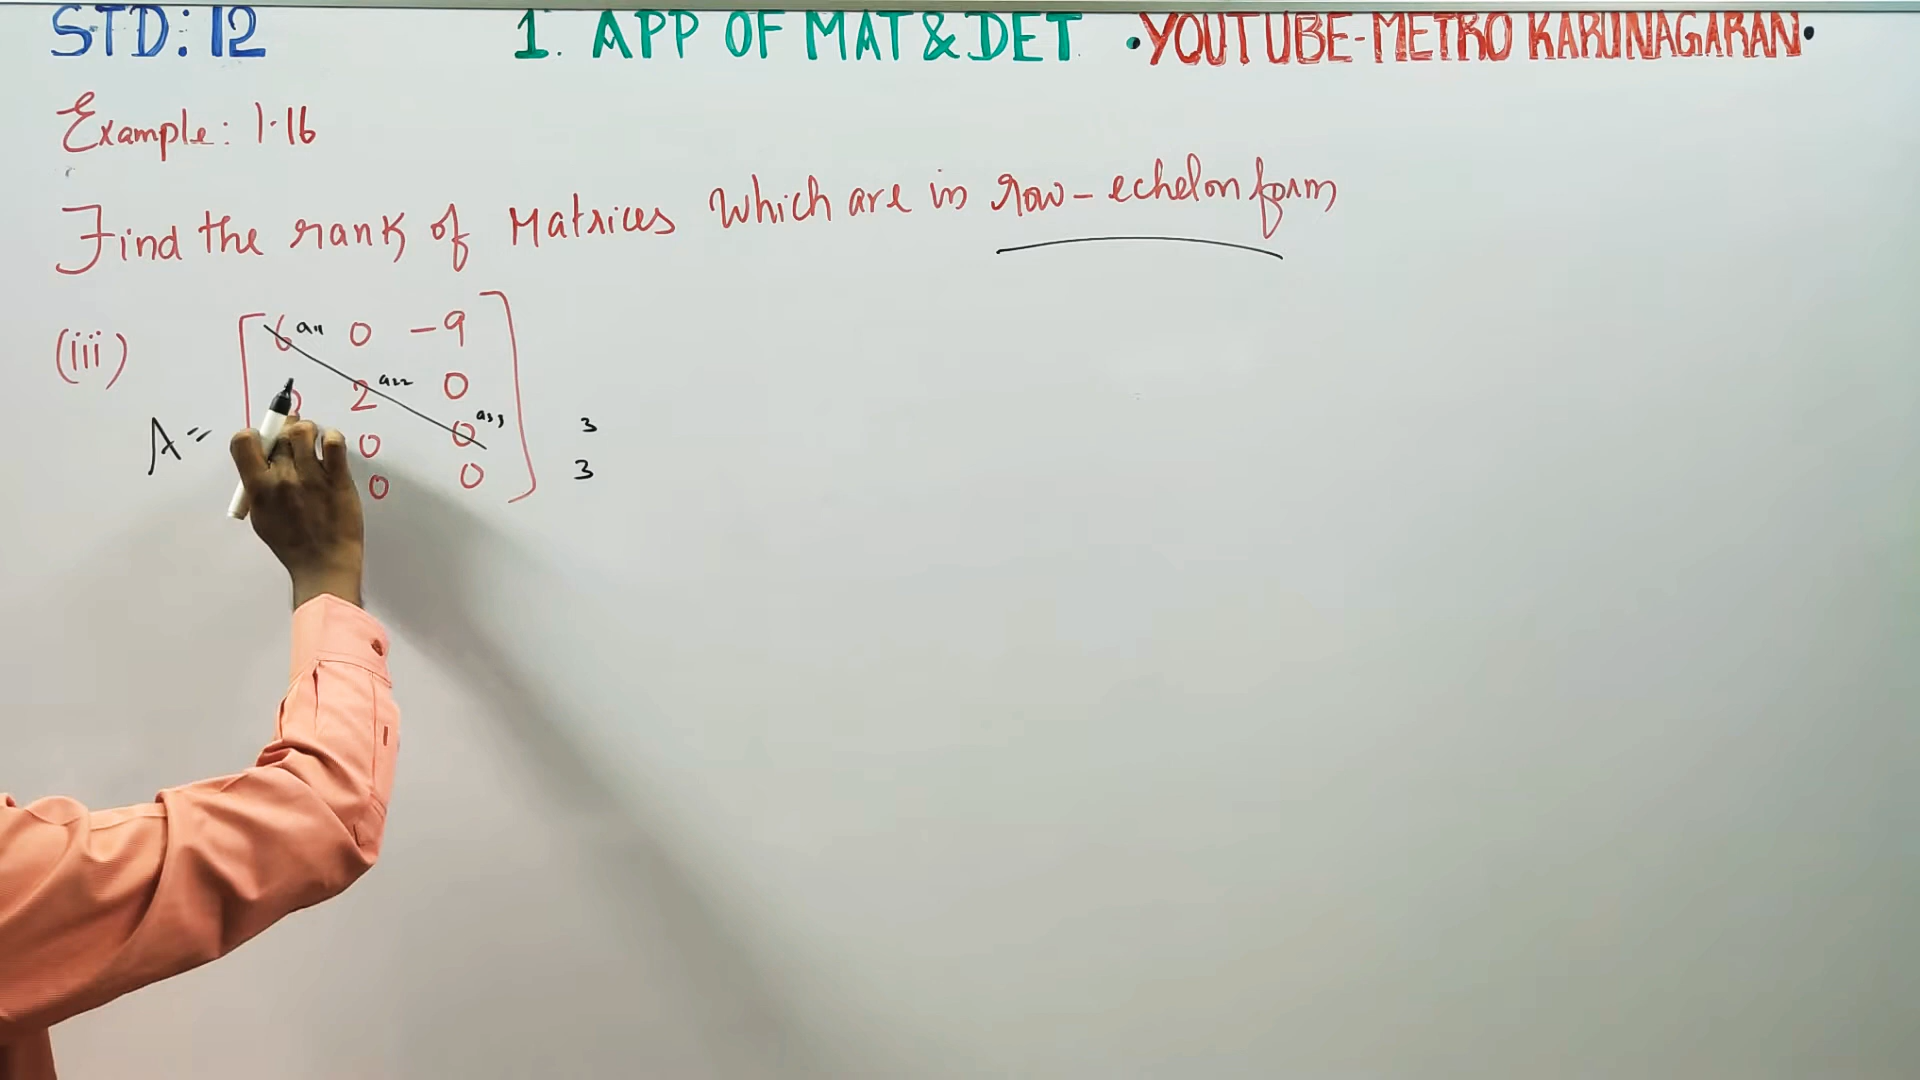 STD: 12 1. APP OF MAT & DET • YOUTUBE-METRO KARUNAGARAN •
Example: 1.16
Find the rank of Matrices Which are in row-echelon form
(iii) 6 a11 0 -9
2 a22 0
A = 0 0 a33 3
0 0 3